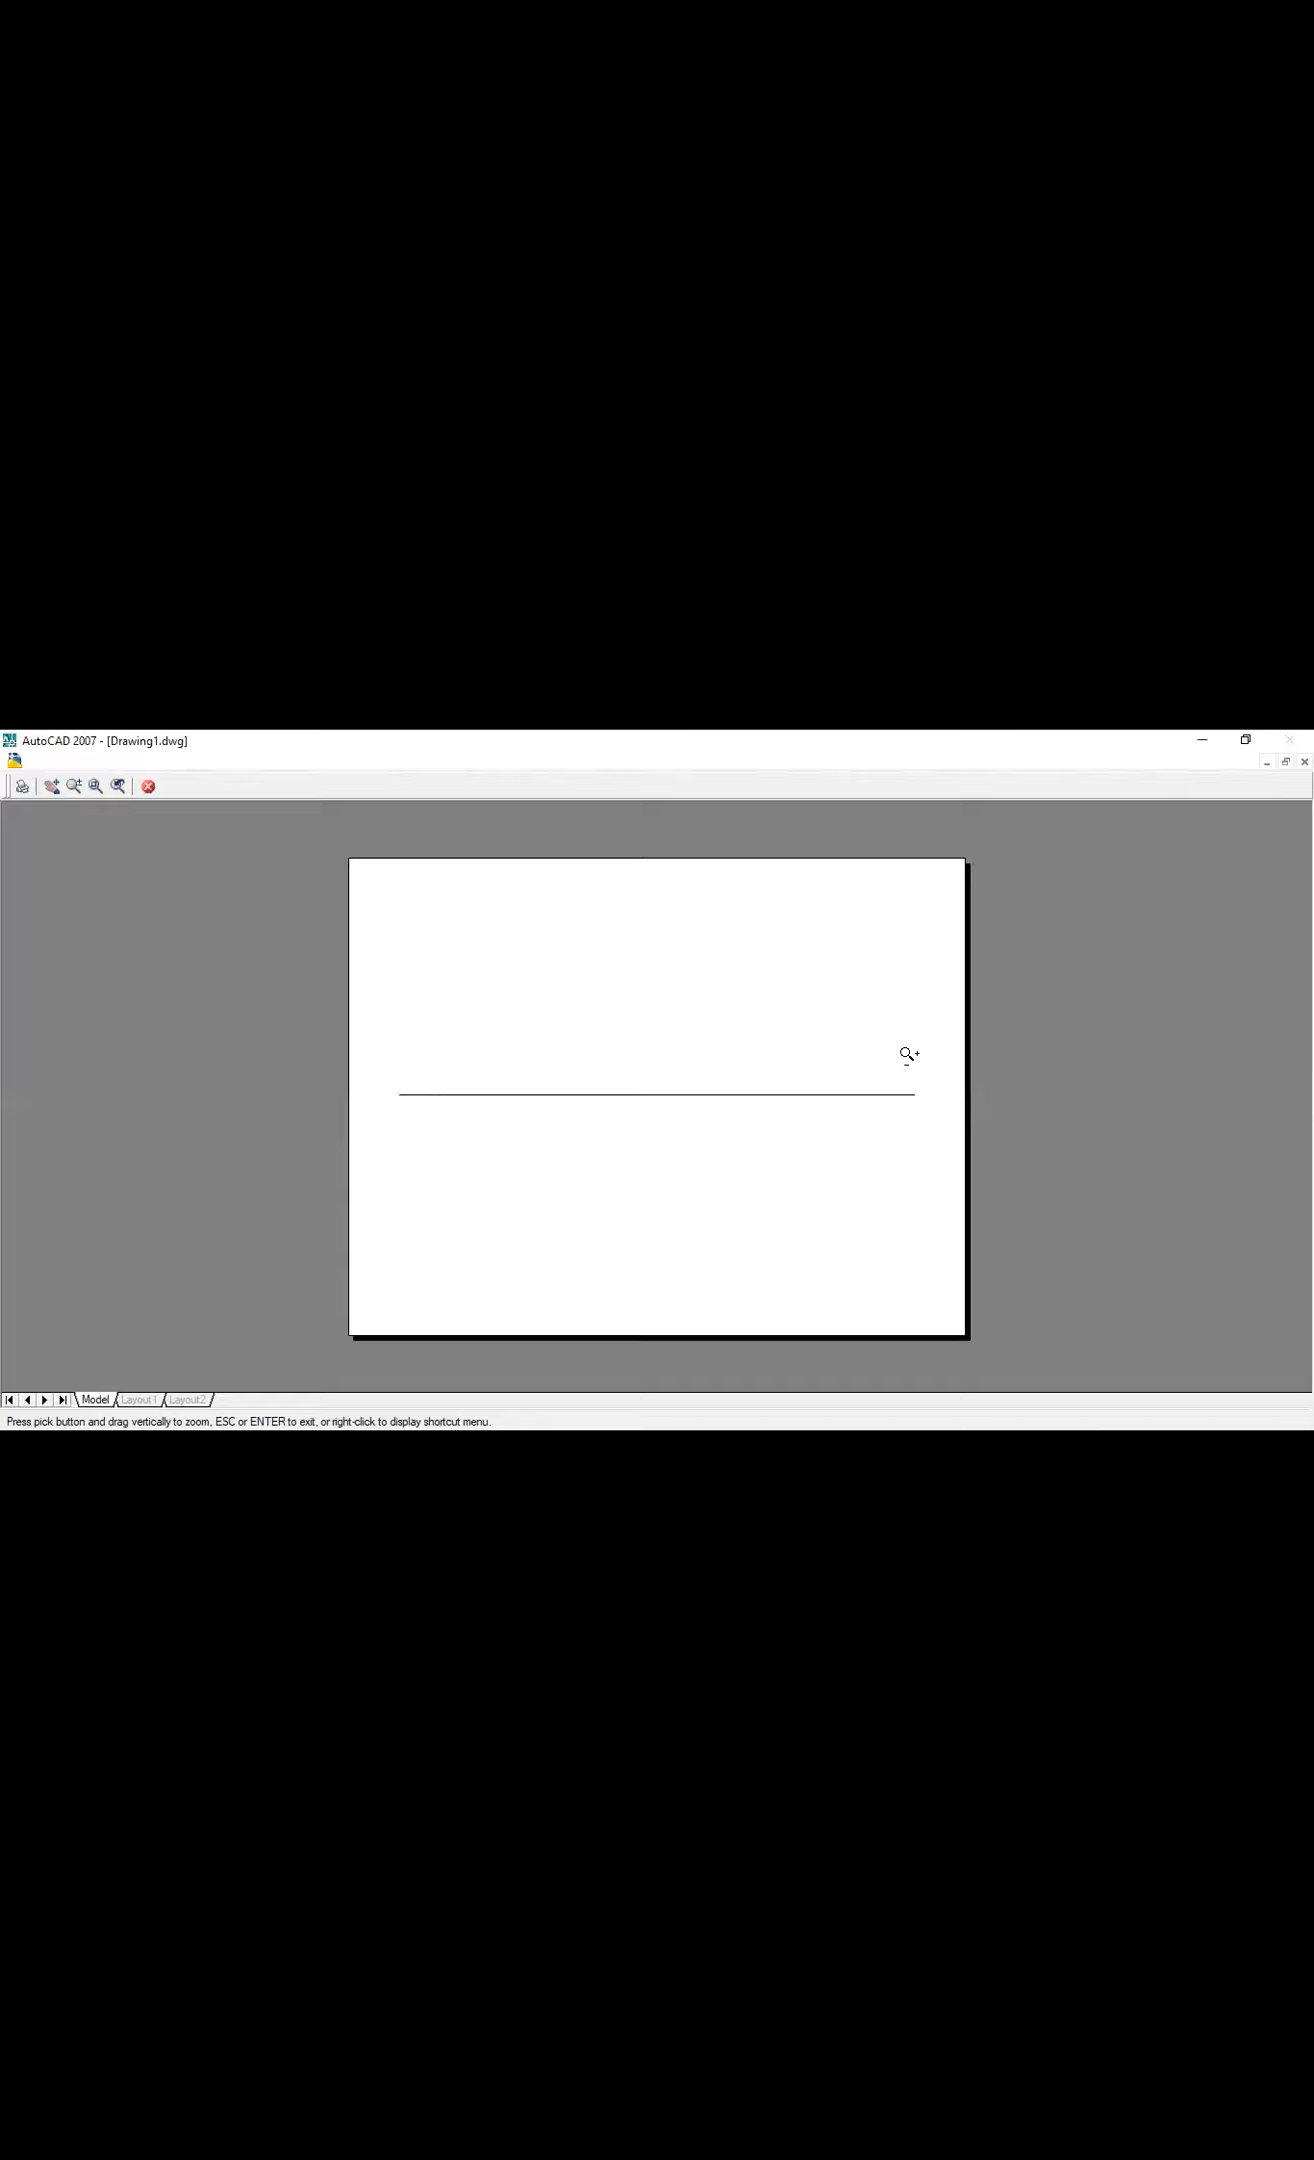 AutoCAD 2007 - [Drawing1.dwg]
Model Layout1 Layout2
Press pick button and drag vertically to zoom, ESC or ENTER to exit, or right-click to display shortcut menu.